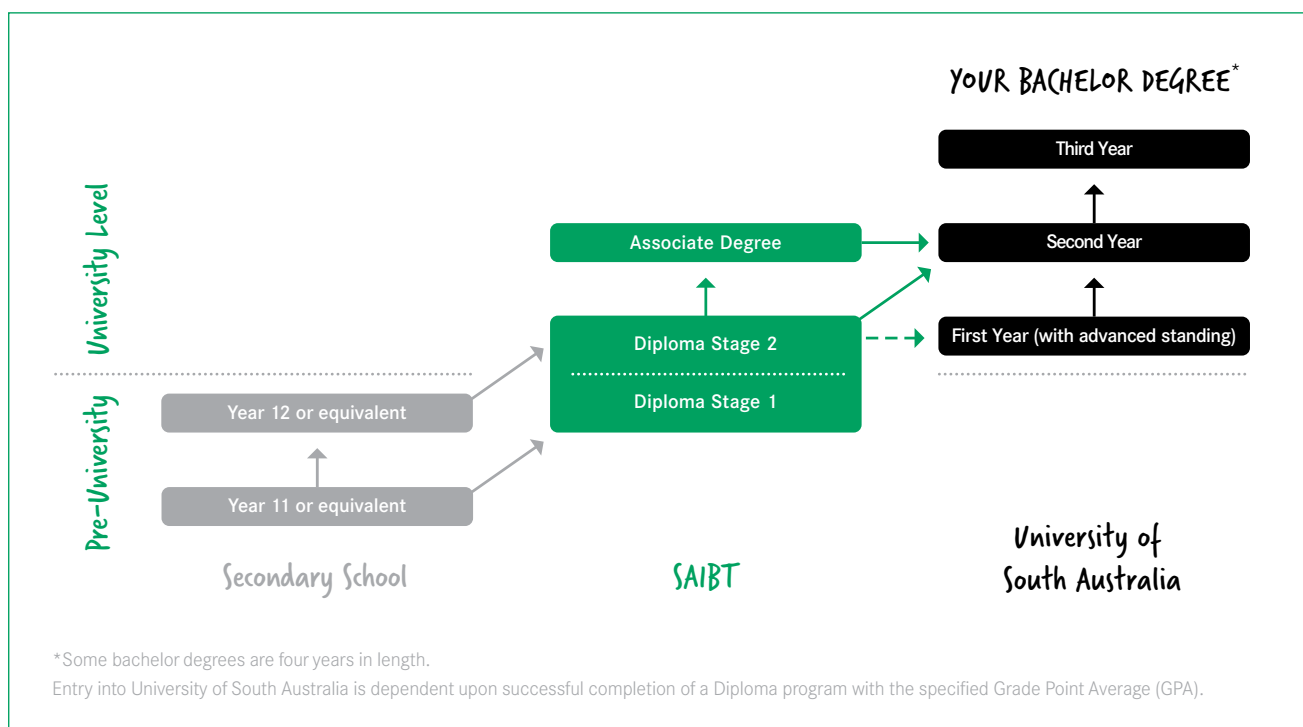 YOUR BACHELOR DEGREE*
Third Year
University Level
Associate Degree
Second Year
Diploma Stage 2
First Year (with advanced standing)
Pre-University
Year 12 or equivalent
Diploma Stage 1
Year 11 or equivalent
Secondary School
SAIBT
University of
South Australia
*Some bachelor degrees are four years in length.
Entry into University of South Australia is dependent upon successful completion of a Diploma program with the specified Grade Point Average (GPA).